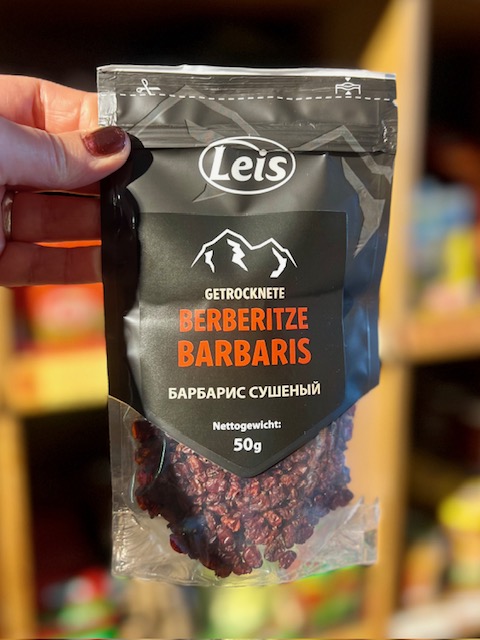 Leis
GETROCKNETE
BERBERITZE
BARBARIS
БАРБАРИС СУШЕНЫЙ
Nettogewicht:
50g